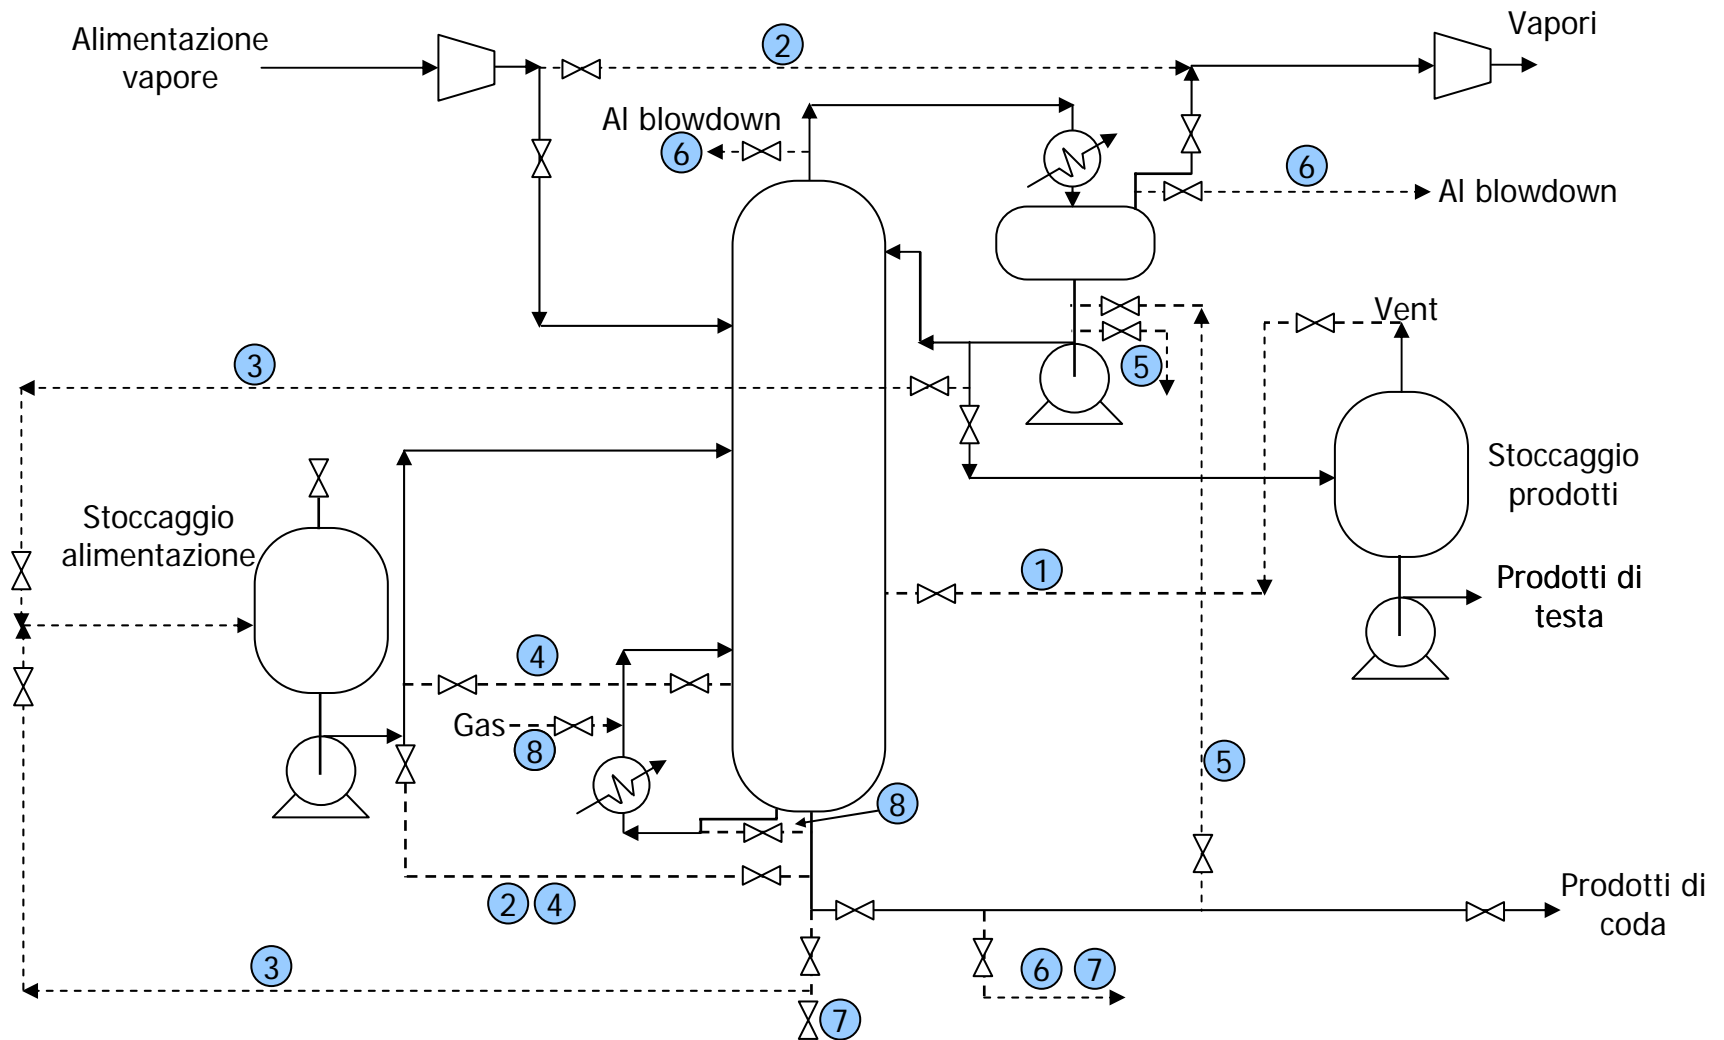 Alimentazione
vapore
2
Vapori
Al blowdown
6
6
Al blowdown
Vent
3
5
Stoccaggio
prodotti
Stoccaggio
alimentazione
1
Prodotti di
testa
4
Gas
8
5
8
2 4
Prodotti di
coda
3
6 7
7